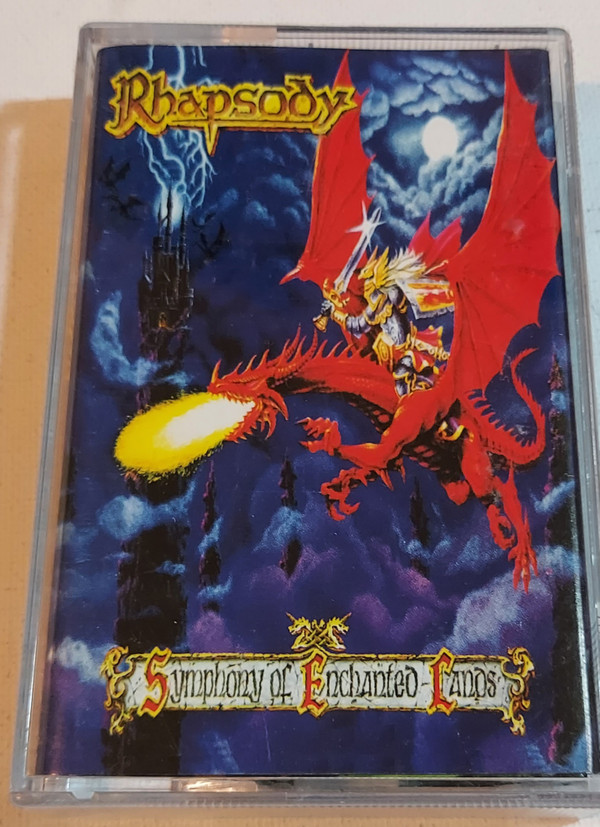 Rhapsody
Symphony of Enchanted Lands